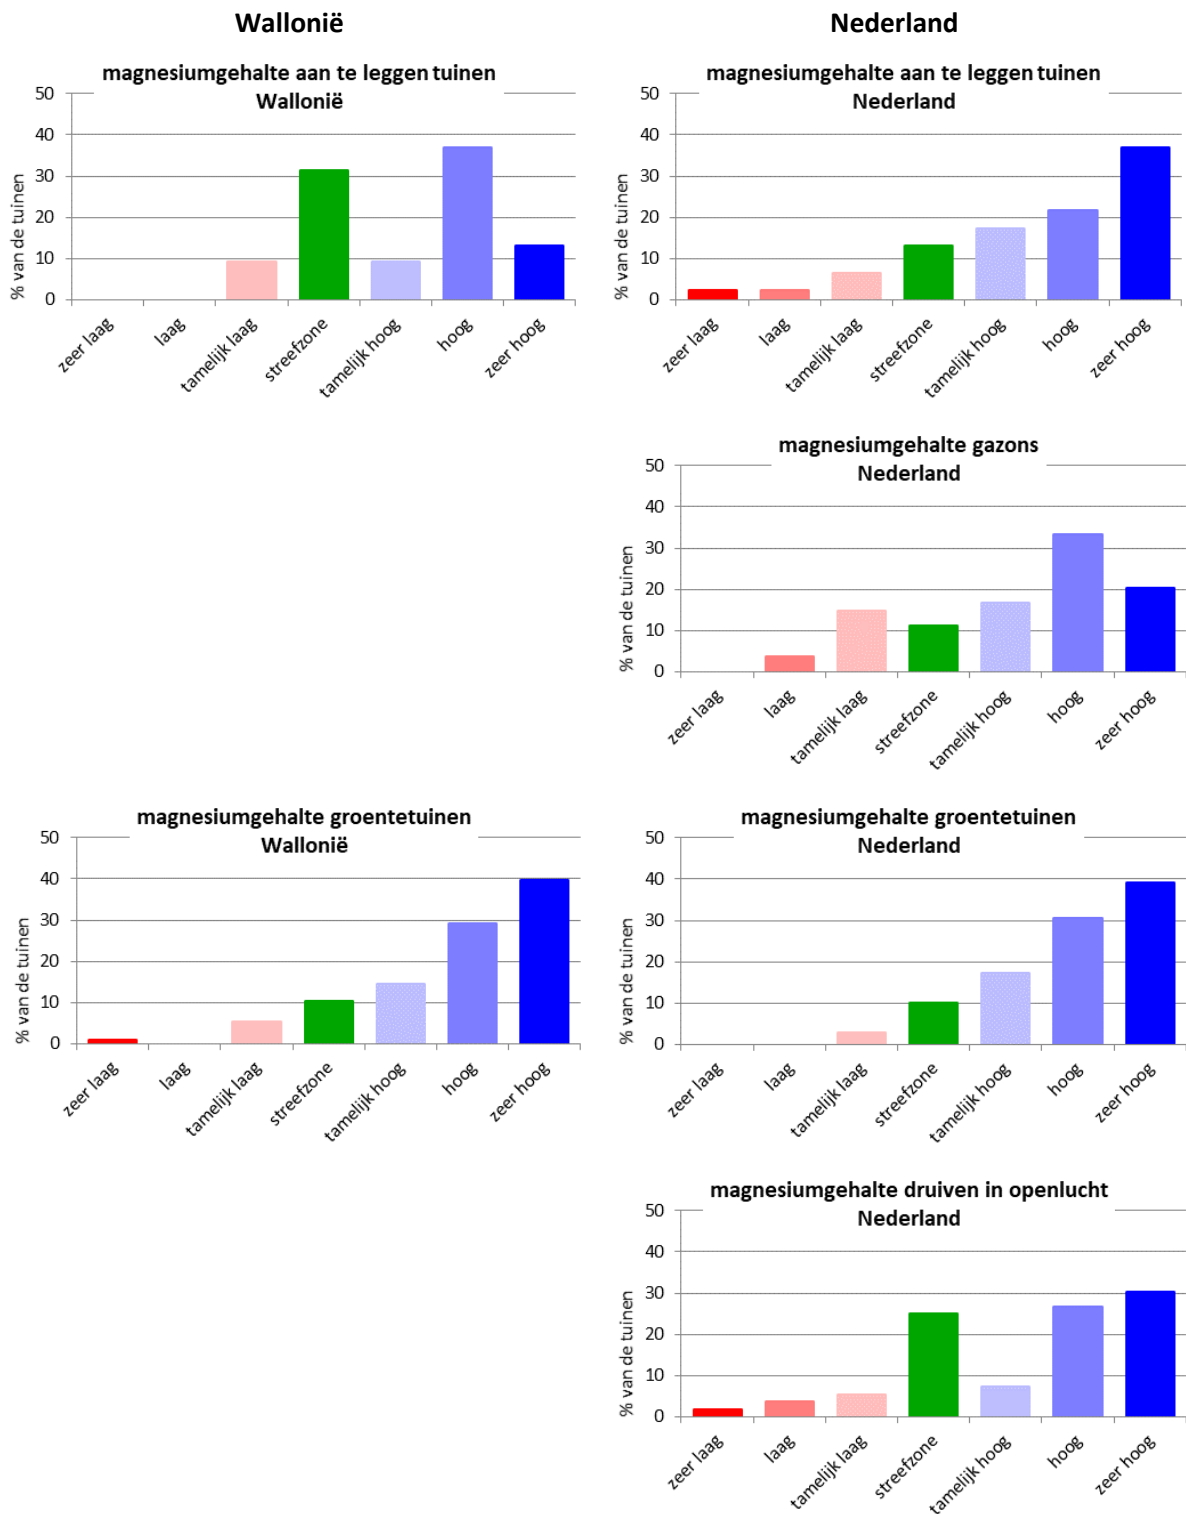 Wallonië
Nederland
magnesiumgehalte aan te leggen tuinen
Wallonië
% van de tuinen
50
40
30
20
10
0
zeer laag
laag
tamelijk laag
streefzone
tamelijk hoog
hoog
zeer hoog
magnesiumgehalte aan te leggen tuinen
Nederland
% van de tuinen
50
40
30
20
10
0
zeer laag
laag
tamelijk laag
streefzone
tamelijk hoog
hoog
zeer hoog
magnesiumgehalte gazons
Nederland
% van de tuinen
50
40
30
20
10
0
zeer laag
laag
tamelijk laag
streefzone
tamelijk hoog
hoog
zeer hoog
magnesiumgehalte groentetuinen
Wallonië
% van de tuinen
50
40
30
20
10
0
zeer laag
laag
tamelijk laag
streefzone
tamelijk hoog
hoog
zeer hoog
magnesiumgehalte groentetuinen
Nederland
% van de tuinen
50
40
30
20
10
0
zeer laag
laag
tamelijk laag
streefzone
tamelijk hoog
hoog
zeer hoog
magnesiumgehalte druiven in openlucht
Nederland
% van de tuinen
50
40
30
20
10
0
zeer laag
laag
tamelijk laag
streefzone
tamelijk hoog
hoog
zeer hoog